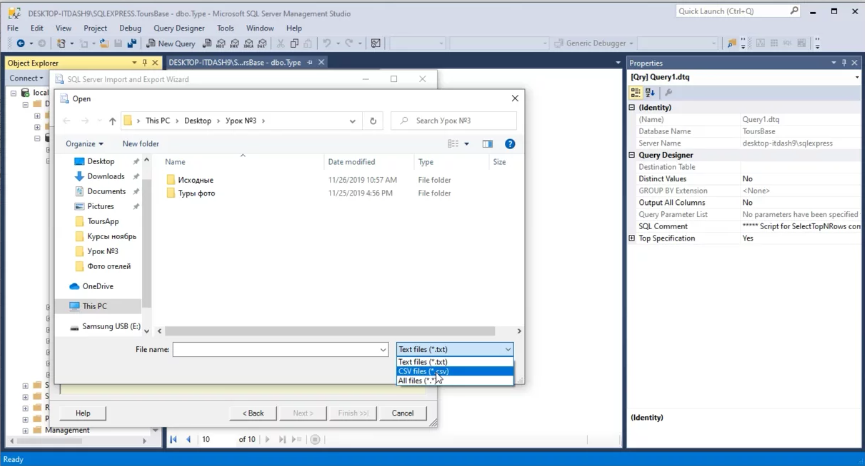 DESKTOP-ITDASH9\SQLEXPRESS.ToursBase - dbo.Type - Microsoft SQL Server Management Studio
Quick Launch (Ctrl+Q)
File Edit View Project Debug Query Designer Tools Window Help
New Query
MDX DMX XMLA DAX
Generic Debugger
Object Explorer
DESKTOP-ITDASH9\S...rsBase - dbo.Type
Properties
Connect
SQL Server Import and Export Wizard
[Qry] Query1.dtq
Open
This PC › Desktop › Урок №3 ›
Search Урок №3
Organize
New folder
Name
Date modified
Type
Size
Desktop
Downloads
Documents
Pictures
ToursApp
Курсы ноябрь
Урок №3
Фото отелей
OneDrive
This PC
Samsung USB (E:)
Исходные 11/26/2019 10:57 AM File folder
Туры фото 11/25/2019 4:56 PM File folder
File name:
Text files (*.txt)
Text files (*.txt)
CSV files (*.csv)
All files (*.*)
Help
< Back
Next >
Finish >>|
Cancel
Management
10 of 10
(Identity)
(Name) Query1.dtq
Database Name ToursBase
Server Name desktop-itdash9\sqlexpress
Query Designer
Destination Table
Distinct Values No
GROUP BY Extension <None>
Output All Columns No
Query Parameter List No parameters have been specified
SQL Comment ***** Script for SelectTopNRows com
Top Specification Yes
(Identity)
Ready